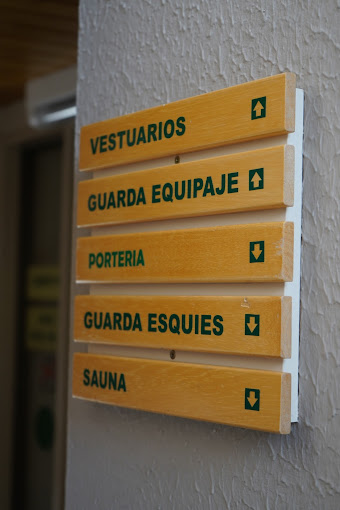 VESTUARIOS ↑
GUARDA EQUIPAJE ↑
PORTERIA ↓
GUARDA ESQUIES ↓
SAUNA ↓